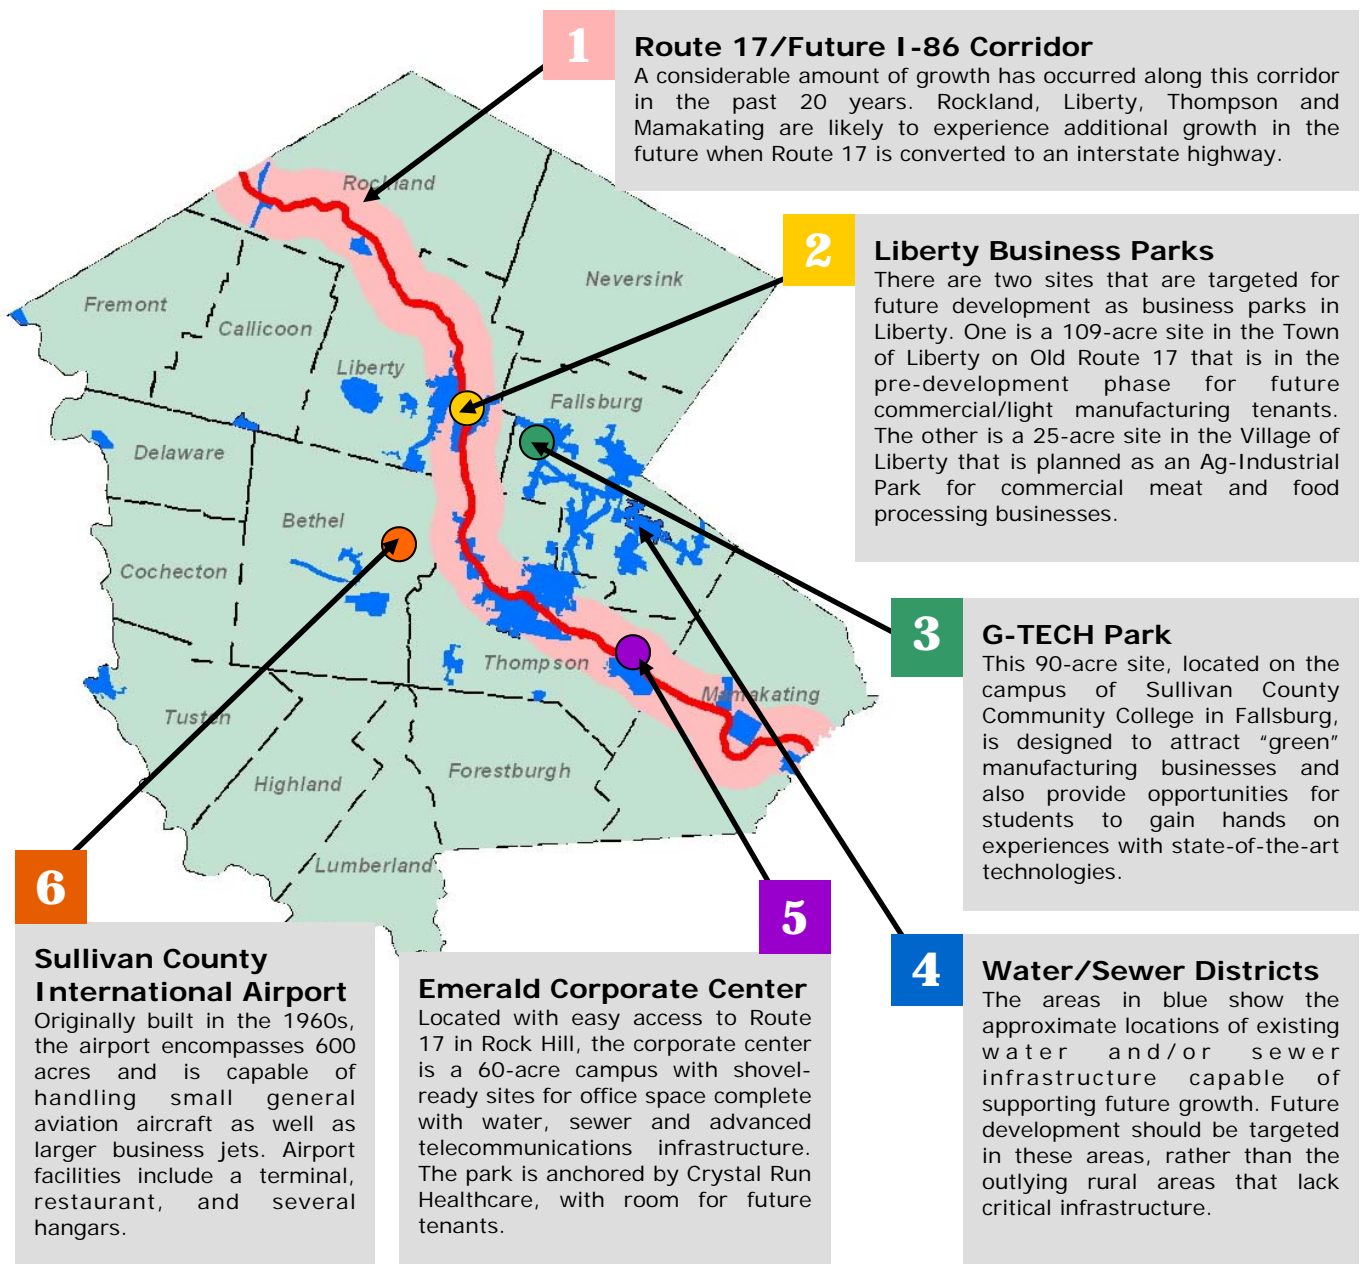 1
Route 17/Future I-86 Corridor
A considerable amount of growth has occurred along this corridor
in the past 20 years. Rockland, Liberty, Thompson and
Mamakating are likely to experience additional growth in the
future when Route 17 is converted to an interstate highway.
Rockland
Neversink
Fremont
Callicoon
Liberty
Fallsburg
Delaware
Bethel
Cochecton
Thompson
Mamakating
Tusten
Highland
Forestburgh
Lumberland
2
Liberty Business Parks
There are two sites that are targeted for
future development as business parks in
Liberty. One is a 109-acre site in the Town
of Liberty on Old Route 17 that is in the
pre-development phase for future
commercial/light manufacturing tenants.
The other is a 25-acre site in the Village of
Liberty that is planned as an Ag-Industrial
Park for commercial meat and food
processing businesses.
3
G-TECH Park
This 90-acre site, located on the
campus of Sullivan County
Community College in Fallsburg,
is designed to attract “green”
manufacturing businesses and
also provide opportunities for
students to gain hands on
experiences with state-of-the-art
technologies.
4
Water/Sewer Districts
The areas in blue show the
approximate locations of existing
water and/or sewer
infrastructure capable of
supporting future growth. Future
development should be targeted
in these areas, rather than the
outlying rural areas that lack
critical infrastructure.
5
Emerald Corporate Center
Located with easy access to Route
17 in Rock Hill, the corporate center
is a 60-acre campus with shovel-
ready sites for office space complete
with water, sewer and advanced
telecommunications infrastructure.
The park is anchored by Crystal Run
Healthcare, with room for future
tenants.
6
Sullivan County
International Airport
Originally built in the 1960s,
the airport encompasses 600
acres and is capable of
handling small general
aviation aircraft as well as
larger business jets. Airport
facilities include a terminal,
restaurant, and several
hangars.